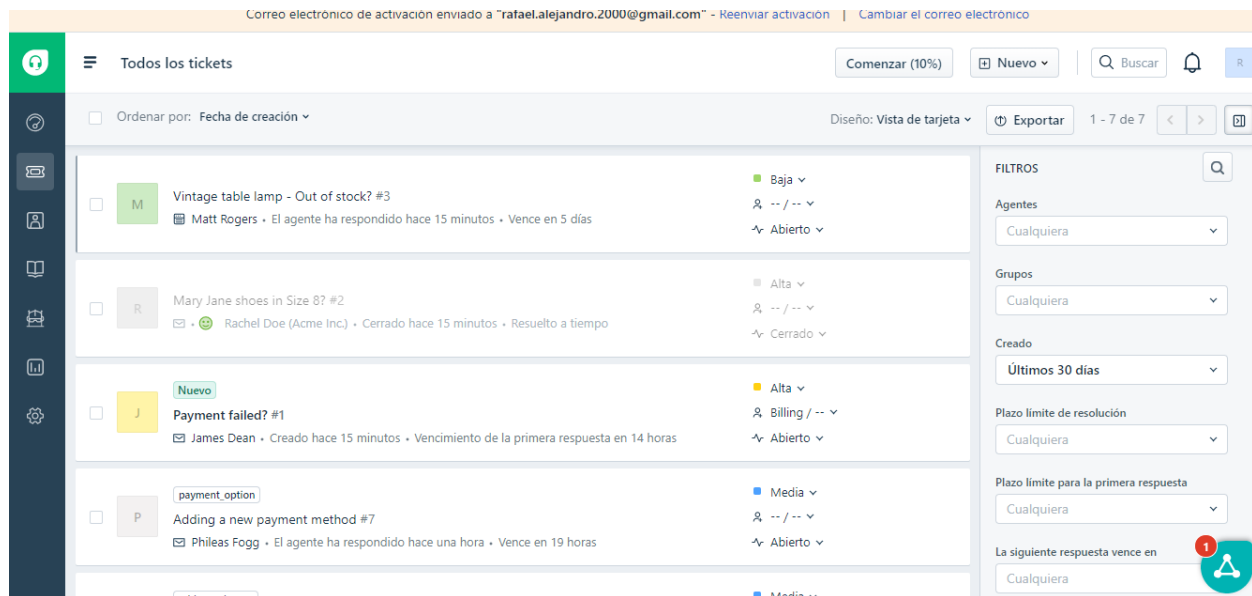 Correo electrónico de activación enviado a "rafael.alejandro.2000@gmail.com" - Reenviar activación | Cambiar el correo electrónico
Todos los tickets
Comenzar (10%)
Nuevo
Buscar
R
Ordenar por: Fecha de creación
Diseño: Vista de tarjeta
Exportar
1 - 7 de 7
M
Vintage table lamp - Out of stock? #3
Matt Rogers • El agente ha respondido hace 15 minutos • Vence en 5 días
Baja
-- / --
Abierto
R
Mary Jane shoes in Size 8? #2
Rachel Doe (Acme Inc.) • Cerrado hace 15 minutos • Resuelto a tiempo
Alta
-- / --
Cerrado
J
Nuevo
Payment failed? #1
James Dean • Creado hace 15 minutos • Vencimiento de la primera respuesta en 14 horas
Alta
Billing / --
Abierto
P
payment_option
Adding a new payment method #7
Phileas Fogg • El agente ha respondido hace una hora • Vence en 19 horas
Media
-- / --
Abierto
Media
FILTROS
Agentes
Cualquiera
Grupos
Cualquiera
Creado
Últimos 30 días
Plazo límite de resolución
Cualquiera
Plazo límite para la primera respuesta
Cualquiera
La siguiente respuesta vence en
Cualquiera
1